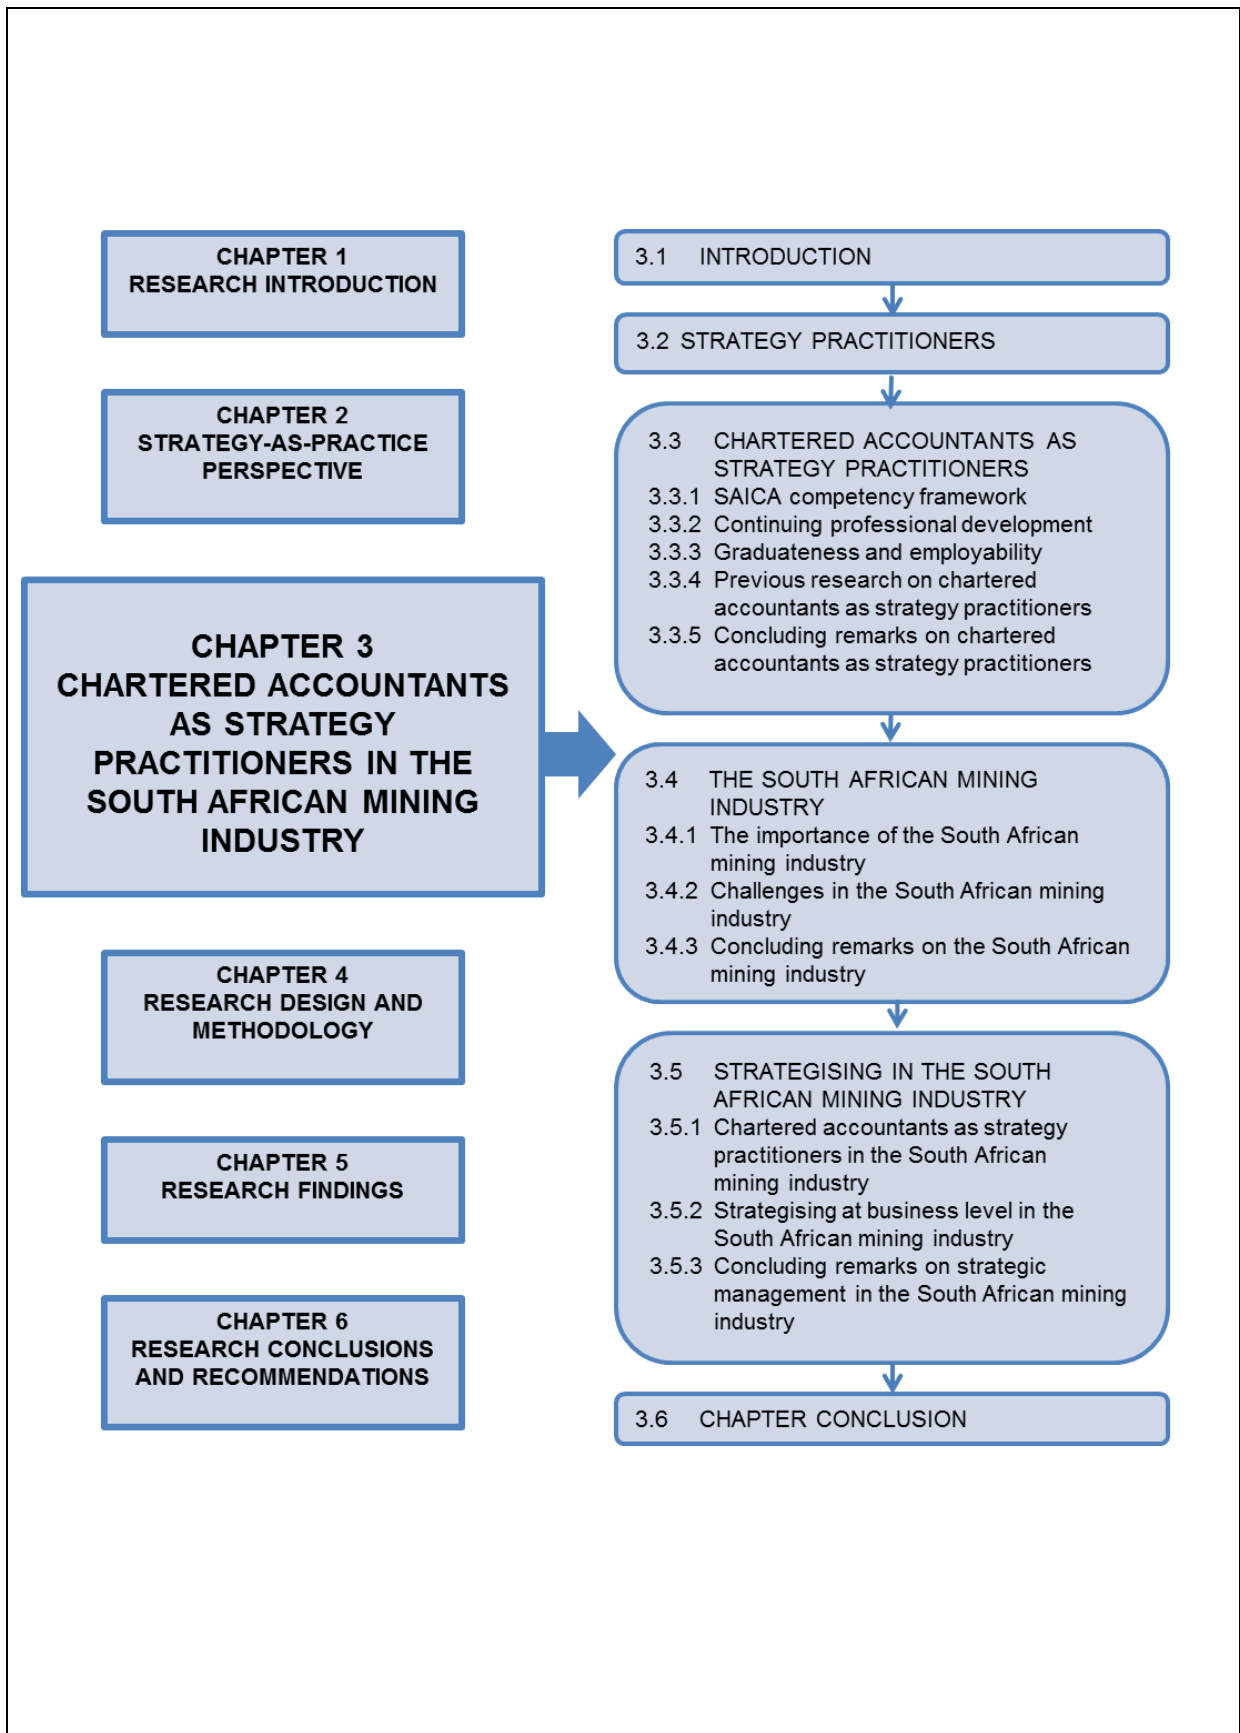 CHAPTER 1
RESEARCH INTRODUCTION
CHAPTER 2
STRATEGY-AS-PRACTICE
PERSPECTIVE
CHAPTER 3
CHARTERED ACCOUNTANTS
AS STRATEGY
PRACTITIONERS IN THE
SOUTH AFRICAN MINING
INDUSTRY
CHAPTER 4
RESEARCH DESIGN AND
METHODOLOGY
CHAPTER 5
RESEARCH FINDINGS
CHAPTER 6
RESEARCH CONCLUSIONS
AND RECOMMENDATIONS
3.1 INTRODUCTION
3.2 STRATEGY PRACTITIONERS
3.3 CHARTERED ACCOUNTANTS AS
STRATEGY PRACTITIONERS
3.3.1 SAICA competency framework
3.3.2 Continuing professional development
3.3.3 Graduateness and employability
3.3.4 Previous research on chartered
accountants as strategy practitioners
3.3.5 Concluding remarks on chartered
accountants as strategy practitioners
3.4 THE SOUTH AFRICAN MINING
INDUSTRY
3.4.1 The importance of the South African
mining industry
3.4.2 Challenges in the South African mining
industry
3.4.3 Concluding remarks on the South African
mining industry
3.5 STRATEGISING IN THE SOUTH
AFRICAN MINING INDUSTRY
3.5.1 Chartered accountants as strategy
practitioners in the South African
mining industry
3.5.2 Strategising at business level in the
South African mining industry
3.5.3 Concluding remarks on strategic
management in the South African mining
industry
3.6 CHAPTER CONCLUSION